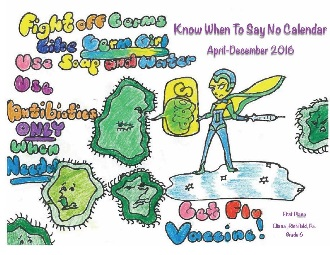 Fight off Germs
Like Germ Girl
Use Soap and Water
Use
Antibiotics
ONLY
When
Needed!
Know When To Say No Calendar
April-December 2016
Get Flu
Vaccine!
Grade 5